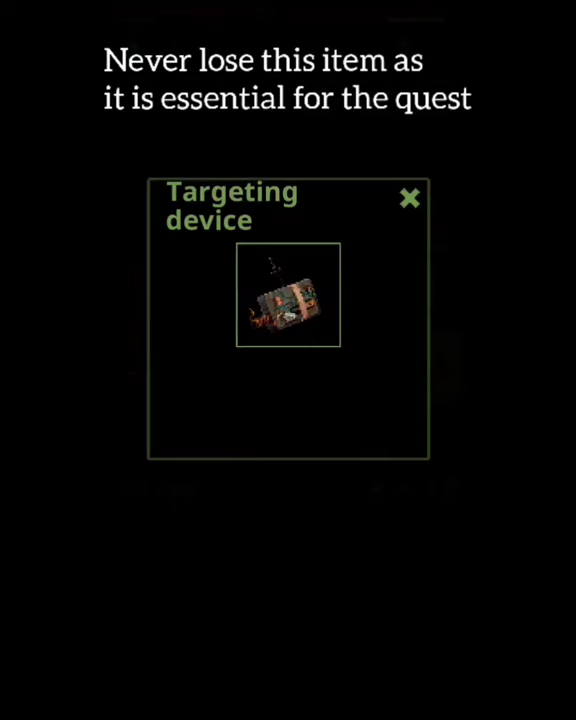 Never lose this item as
it is essential for the quest
Targeting
device